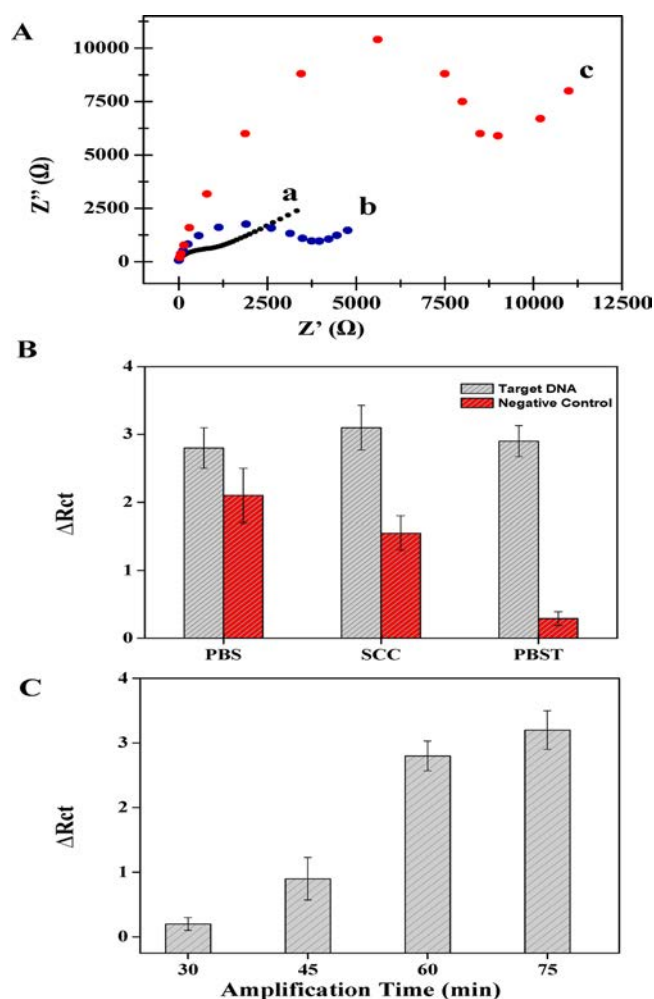 A
10000
7500
5000
2500
0
Z'' (Ω)
a
b
c
0 2500 5000 7500 10000 12500
Z' (Ω)
B
4
3
2
1
0
ΔRct
Target DNA
Negative Control
PBS SCC PBST
C
4
3
2
1
0
ΔRct
30 45 60 75
Amplification Time (min)